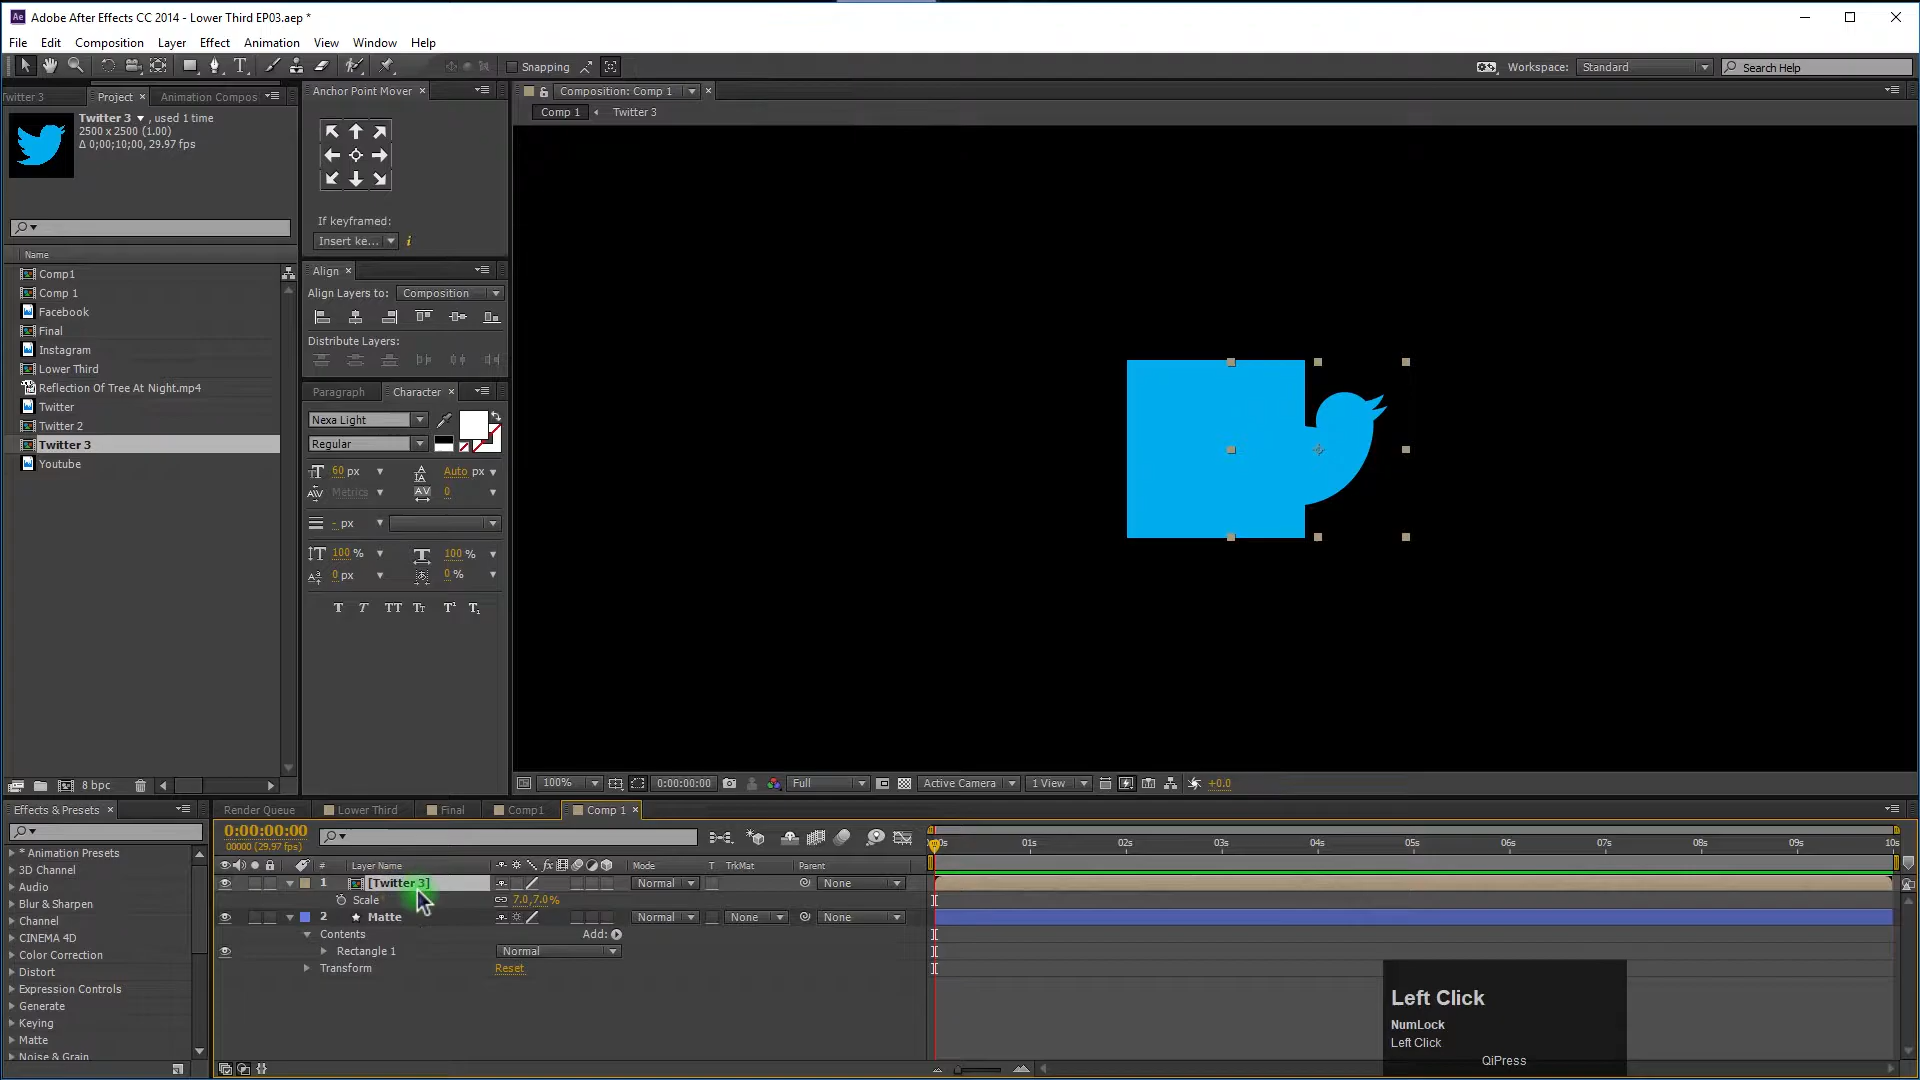 Adobe After Effects CC 2014 - Lower Third EP03.aep *
File Edit Composition Layer Effect Animation View Window Help
Snapping
Workspace: Standard
Search Help
Twitter 3
Project
Animation Compos
Twitter 3 , used 1 time
2500 x 2500 (1.00)
Δ 0;00;10;00, 29.97 fps
Name
Comp1
Comp 1
Facebook
Final
Instagram
Lower Third
Reflection Of Tree At Night.mp4
Twitter
Twitter 2
Twitter 3
Youtube
8 bpc
Anchor Point Mover
If keyframed:
Insert ke...
Align
Align Layers to: Composition
Distribute Layers:
Paragraph Character
Nexa Light
Regular
60 px Auto px
Metrics 0
- px
100 % 100 %
0 px 0 %
T T TT Tт T¹ T₁
Composition: Comp 1
Comp 1 Twitter 3
100% 0:00:00:00 Full Active Camera 1 View +0.0
Effects & Presets
* Animation Presets
3D Channel
Audio
Blur & Sharpen
Channel
CINEMA 4D
Color Correction
Distort
Expression Controls
Generate
Keying
Matte
Noise & Grain
Render Queue Lower Third Final Comp1 Comp 1
0:00:00:00
00000 (29.97 fps)
# Layer Name fx Mode T TrkMat Parent
1 [Twitter 3] Normal None
Scale 7.0,7.0%
2 Matte Normal None None
Contents Add:
Rectangle 1 Normal
Transform Reset
01s 02s 03s 04s 05s 06s 07s 08s 09s 10s
Left Click
NumLock
Left Click
QiPress